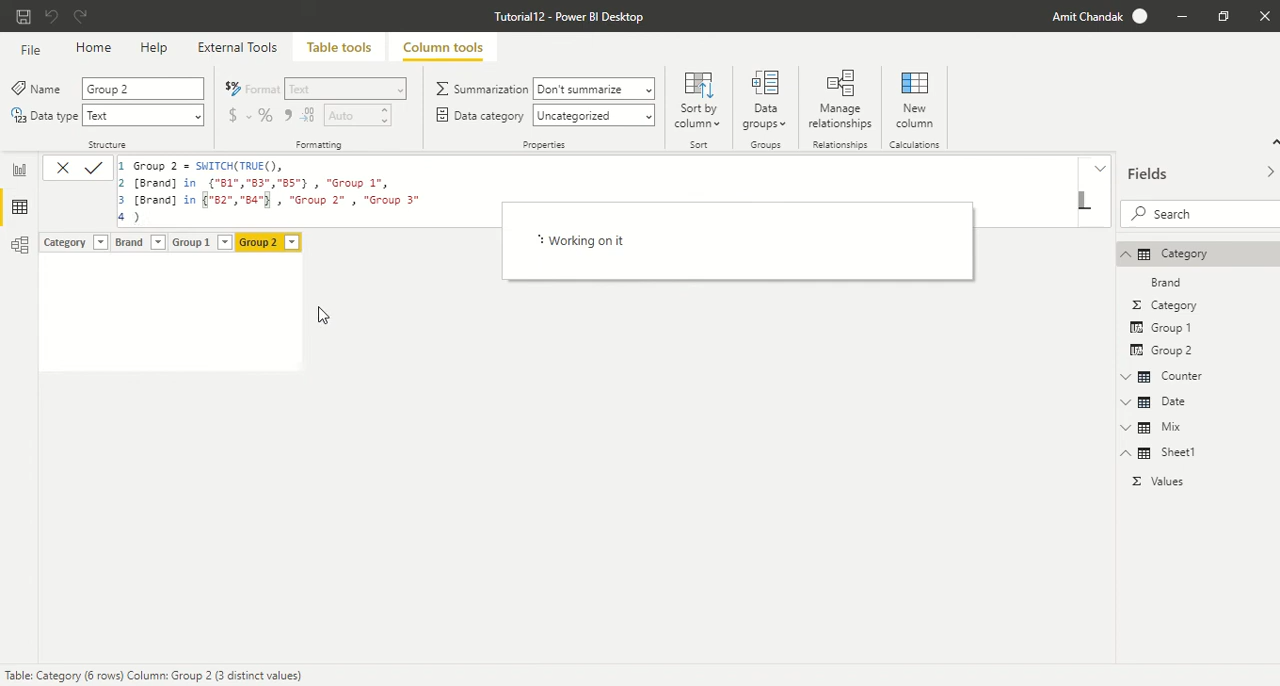 Tutorial12 - Power BI Desktop
Amit Chandak
File
Home
Help
External Tools
Table tools
Column tools
Name
Group 2
Format
Text
Summarization
Don't summarize
Data type
Text
$
%
Auto
Data category
Uncategorized
Sort by
column
Data
groups
Manage
relationships
New
column
Structure
Formatting
Properties
Sort
Groups
Relationships
Calculations
1 Group 2 = SWITCH(TRUE(),
2 [Brand] in {"B1","B3","B5"} , "Group 1",
3 [Brand] in {"B2","B4"} , "Group 2" , "Group 3"
4 )
Category
Brand
Group 1
Group 2
Working on it
Fields
Search
Category
Brand
Category
Group 1
Group 2
Counter
Date
Mix
Sheet1
Values
Table: Category (6 rows) Column: Group 2 (3 distinct values)